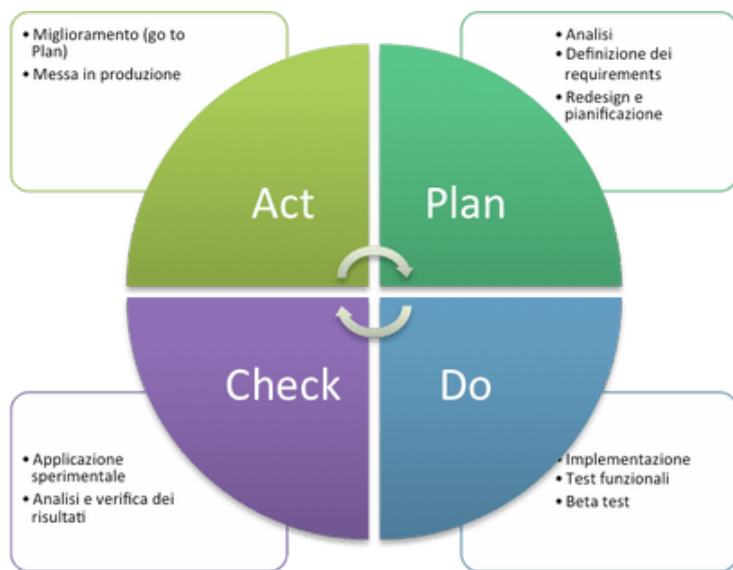 • Miglioramento (go to
Plan)
• Messa in produzione
• Analisi
• Definizione dei
requirements
• Redesign e
pianificazione
Act
Plan
Check
Do
• Applicazione
sperimentale
• Analisi e verifica dei
risultati
• Implementazione
• Test funzionali
• Beta test